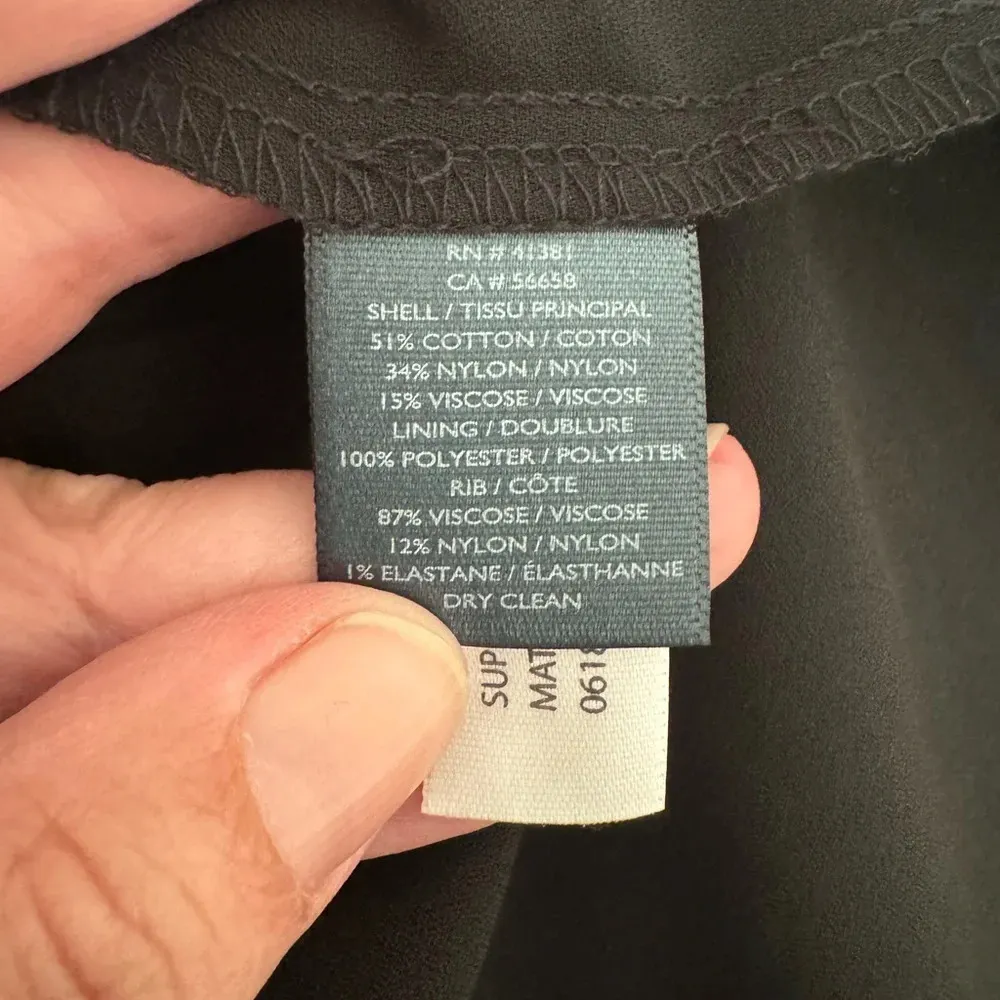 RN # 41381
CA # 56658
SHELL / TISSU PRINCIPAL
51% COTTON / COTON
34% NYLON / NYLON
15% VISCOSE / VISCOSE
LINING / DOUBLURE
100% POLYESTER / POLYESTER
RIB / CÔTE
87% VISCOSE / VISCOSE
12% NYLON / NYLON
1% ELASTANE / ÉLASTHANNE
DRY CLEAN
SUP
MAT
0618